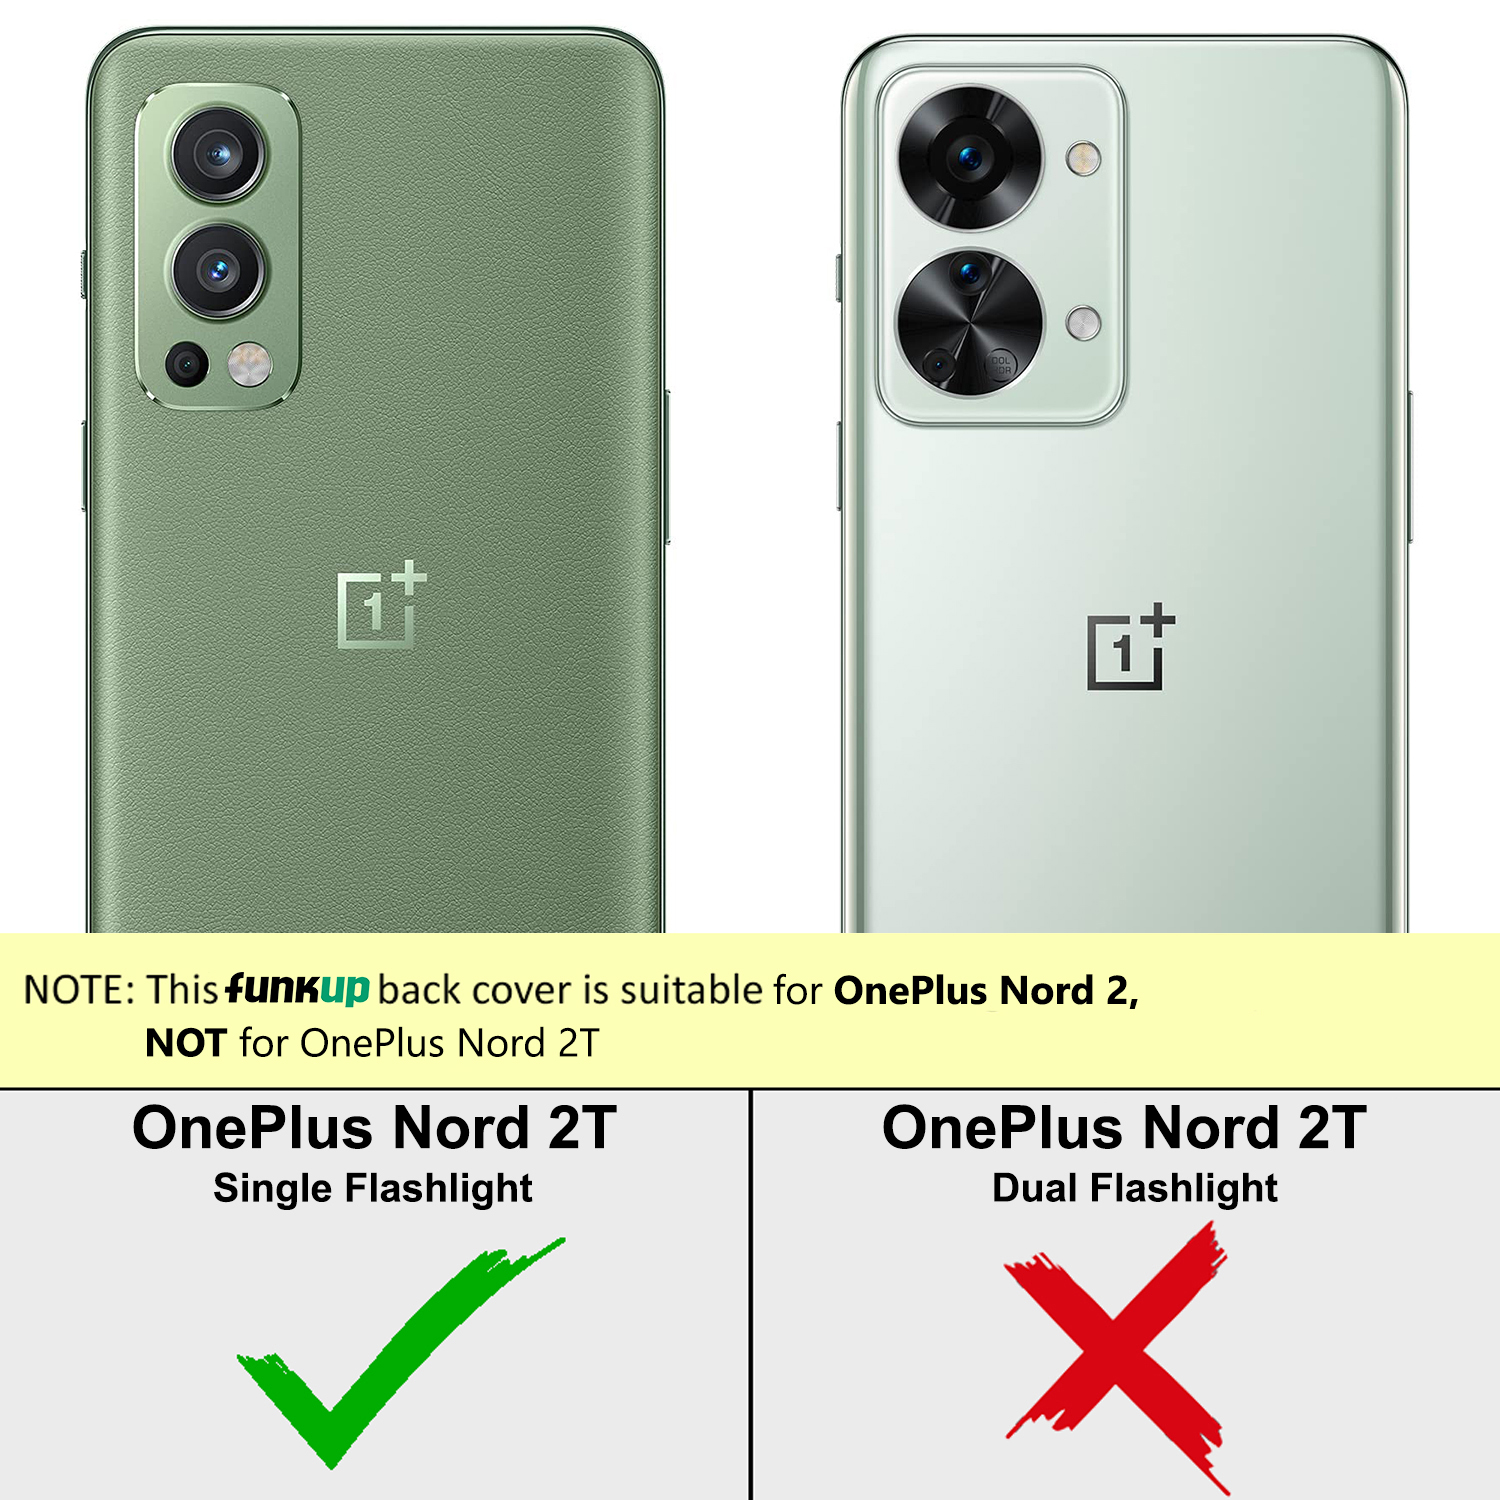 1+
1+
NOTE: This funkup back cover is suitable for OnePlus Nord 2,
NOT for OnePlus Nord 2T
OnePlus Nord 2T
Single Flashlight
OnePlus Nord 2T
Dual Flashlight